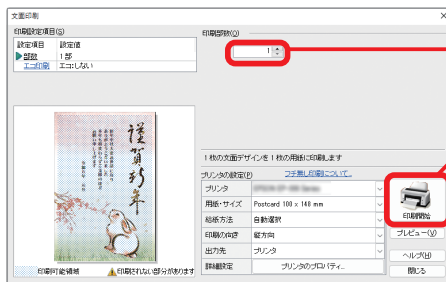 文面印刷
印刷設定項目(S)
設定項目 設定値
部数 1部
エコ印刷 エコ:しない
謹賀新年
印刷可能領域 印刷されない部分があります
印刷部数(O)
1
1枚の文面デザインを1枚の用紙に印刷します
プリンタの設定(P) フチ無し印刷について...
プリンタ
用紙・サイズ Postcard 100 x 148 mm
給紙方法 自動選択
印刷の向き 縦方向
出力先 プリンタ
詳細設定 プリンタのプロパティ...
印刷開始
プレビュー(V)
ヘルプ(H)
閉じる